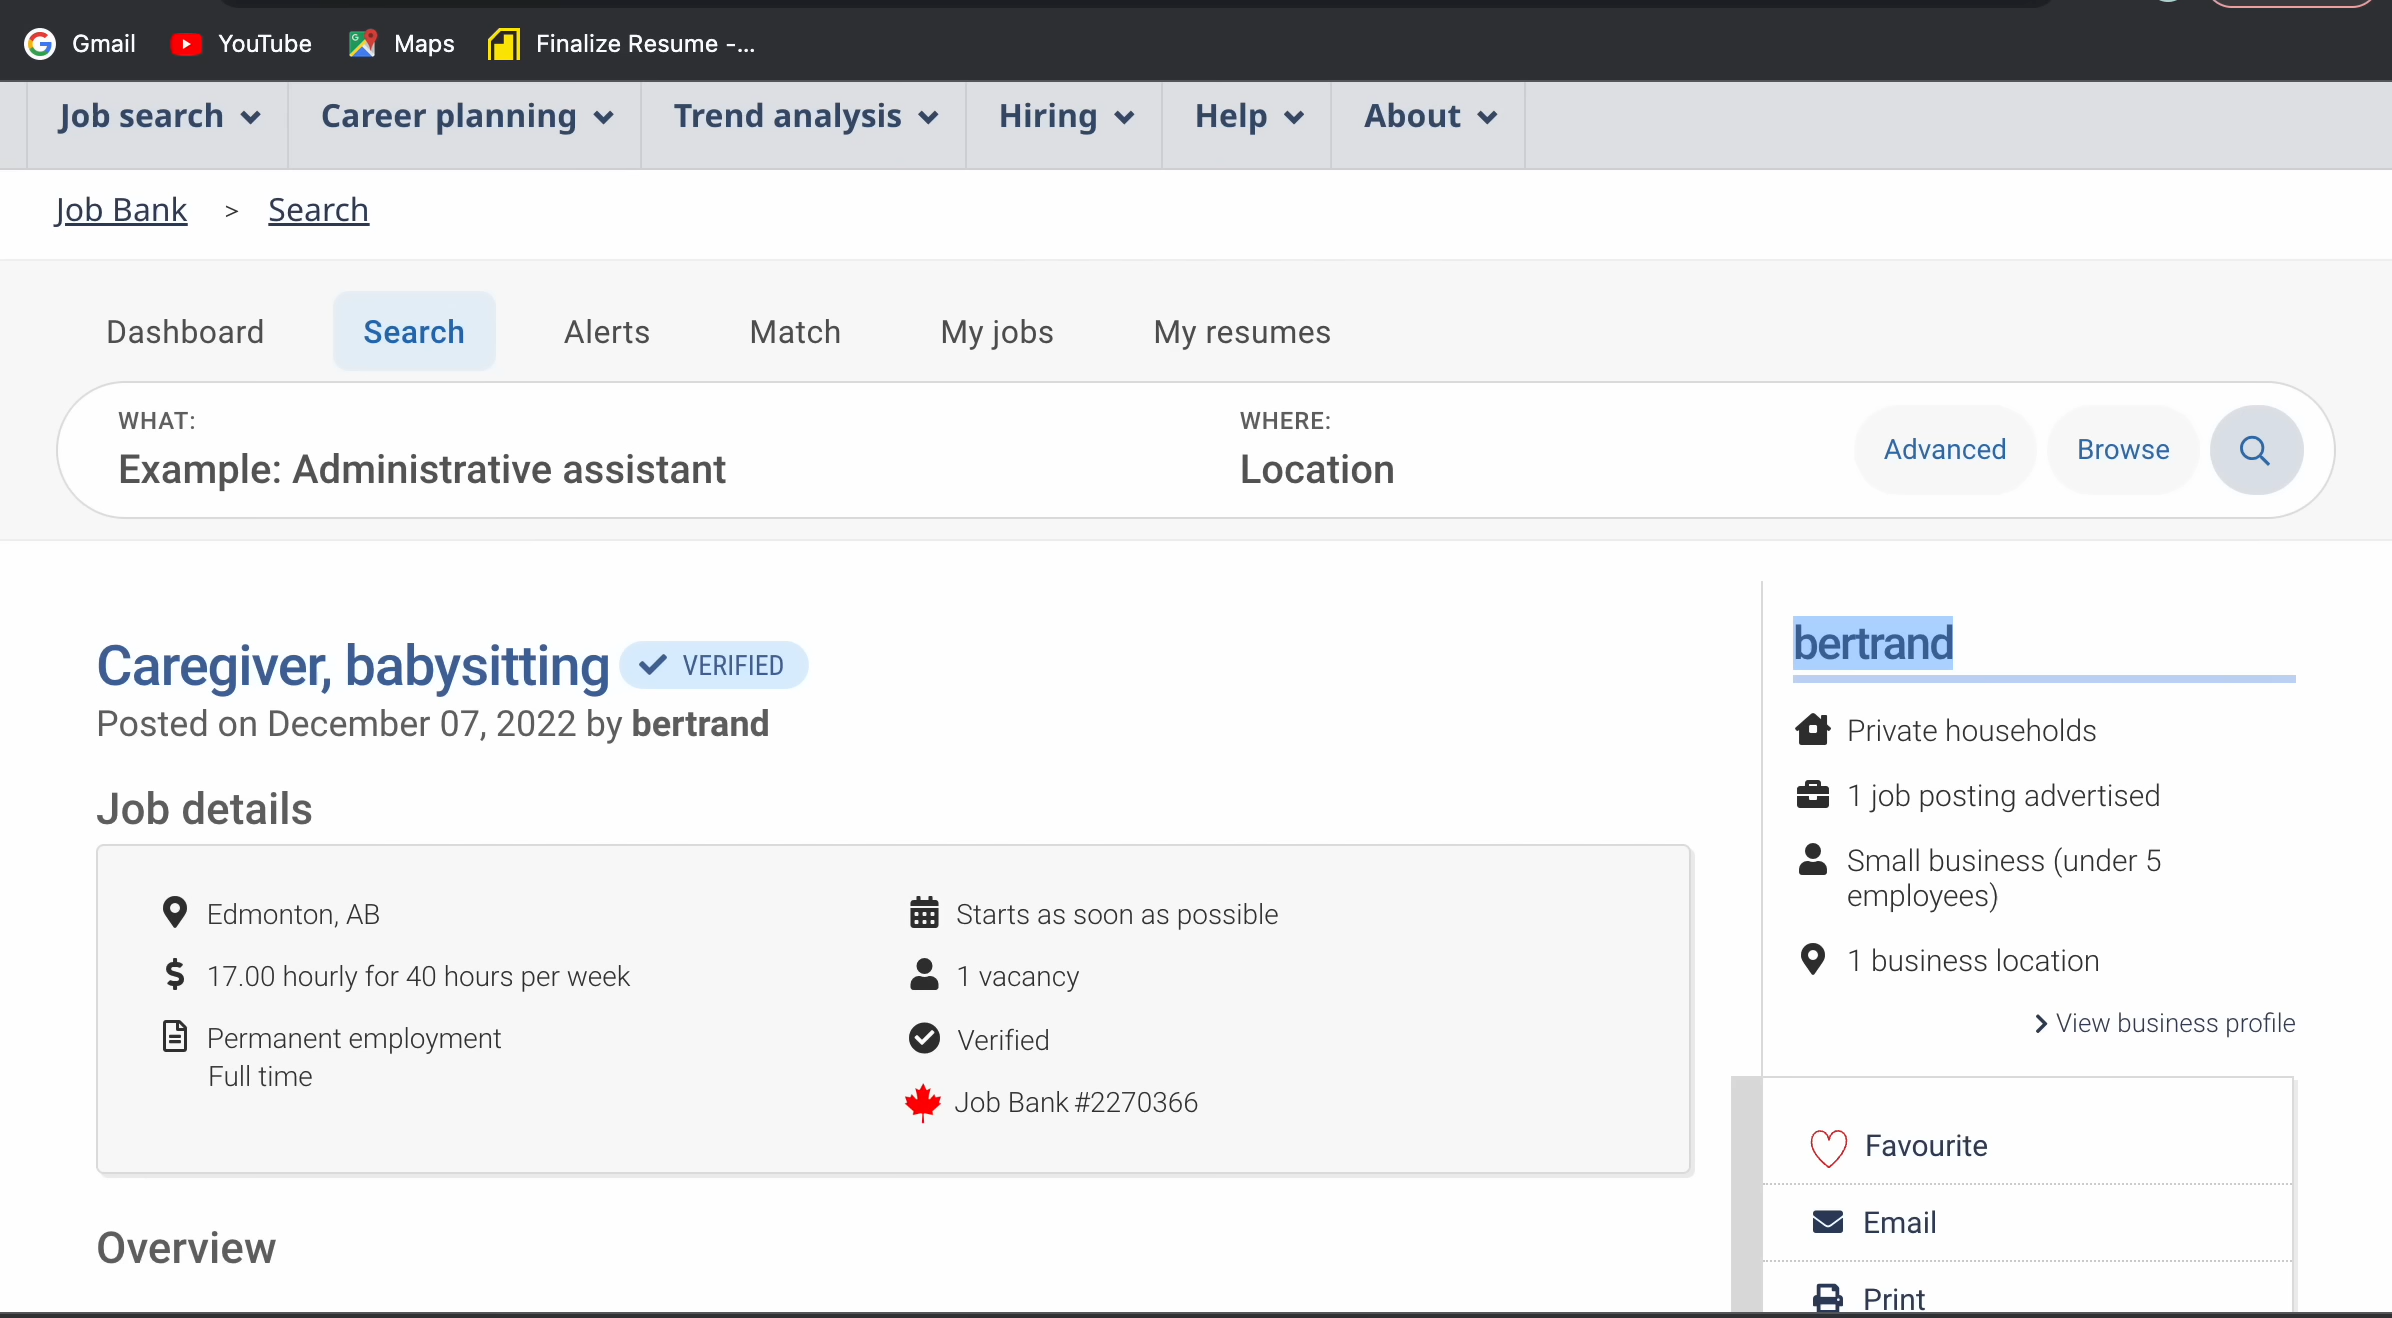 Gmail YouTube Maps Finalize Resume -...
Job search Career planning Trend analysis Hiring Help About
Job Bank > Search
Dashboard Search Alerts Match My jobs My resumes
WHAT: WHERE:
Example: Administrative assistant Location Advanced Browse
Caregiver, babysitting VERIFIED
Posted on December 07, 2022 by bertrand
Job details
Edmonton, AB
17.00 hourly for 40 hours per week
Permanent employment
Full time
Starts as soon as possible
1 vacancy
Verified
Job Bank #2270366
Overview
bertrand
Private households
1 job posting advertised
Small business (under 5
employees)
1 business location
View business profile
Favourite
Email
Print